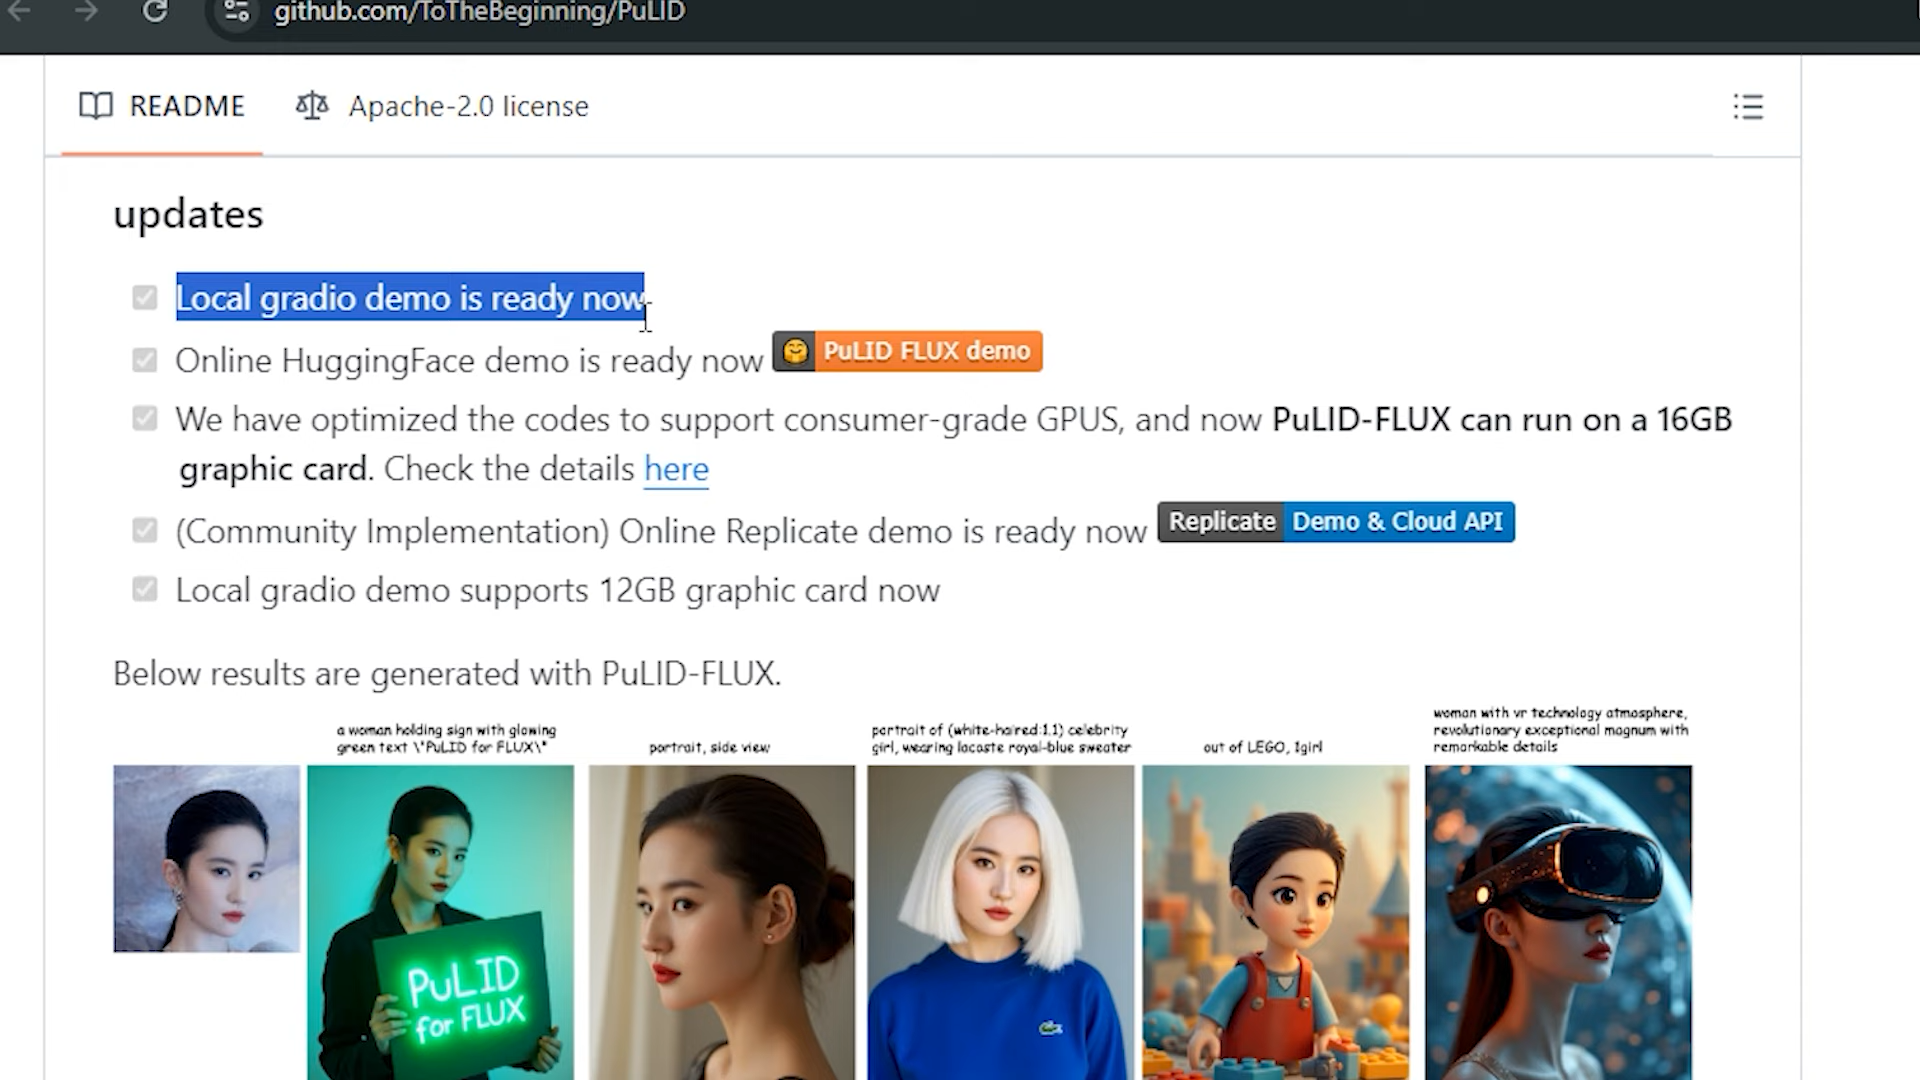 github.com/ToTheBeginning/PuLID
README
Apache-2.0 license
updates
Local gradio demo is ready now
Online HuggingFace demo is ready now PuLID FLUX demo
We have optimized the codes to support consumer-grade GPUS, and now PuLID-FLUX can run on a 16GB
graphic card. Check the details here
(Community Implementation) Online Replicate demo is ready now Replicate Demo & Cloud API
Local gradio demo supports 12GB graphic card now
Below results are generated with PuLID-FLUX.
a woman holding sign with glowing
green text \"PuLID for FLUX\"
portrait, side view
portrait of (white-haired:1.1) celebrity
girl, wearing lacoste royal-blue sweater
out of LEGO, 1girl
woman with vr technology atmosphere,
revolutionary exceptional magnum with
remarkable details
PuLID
for FLUX